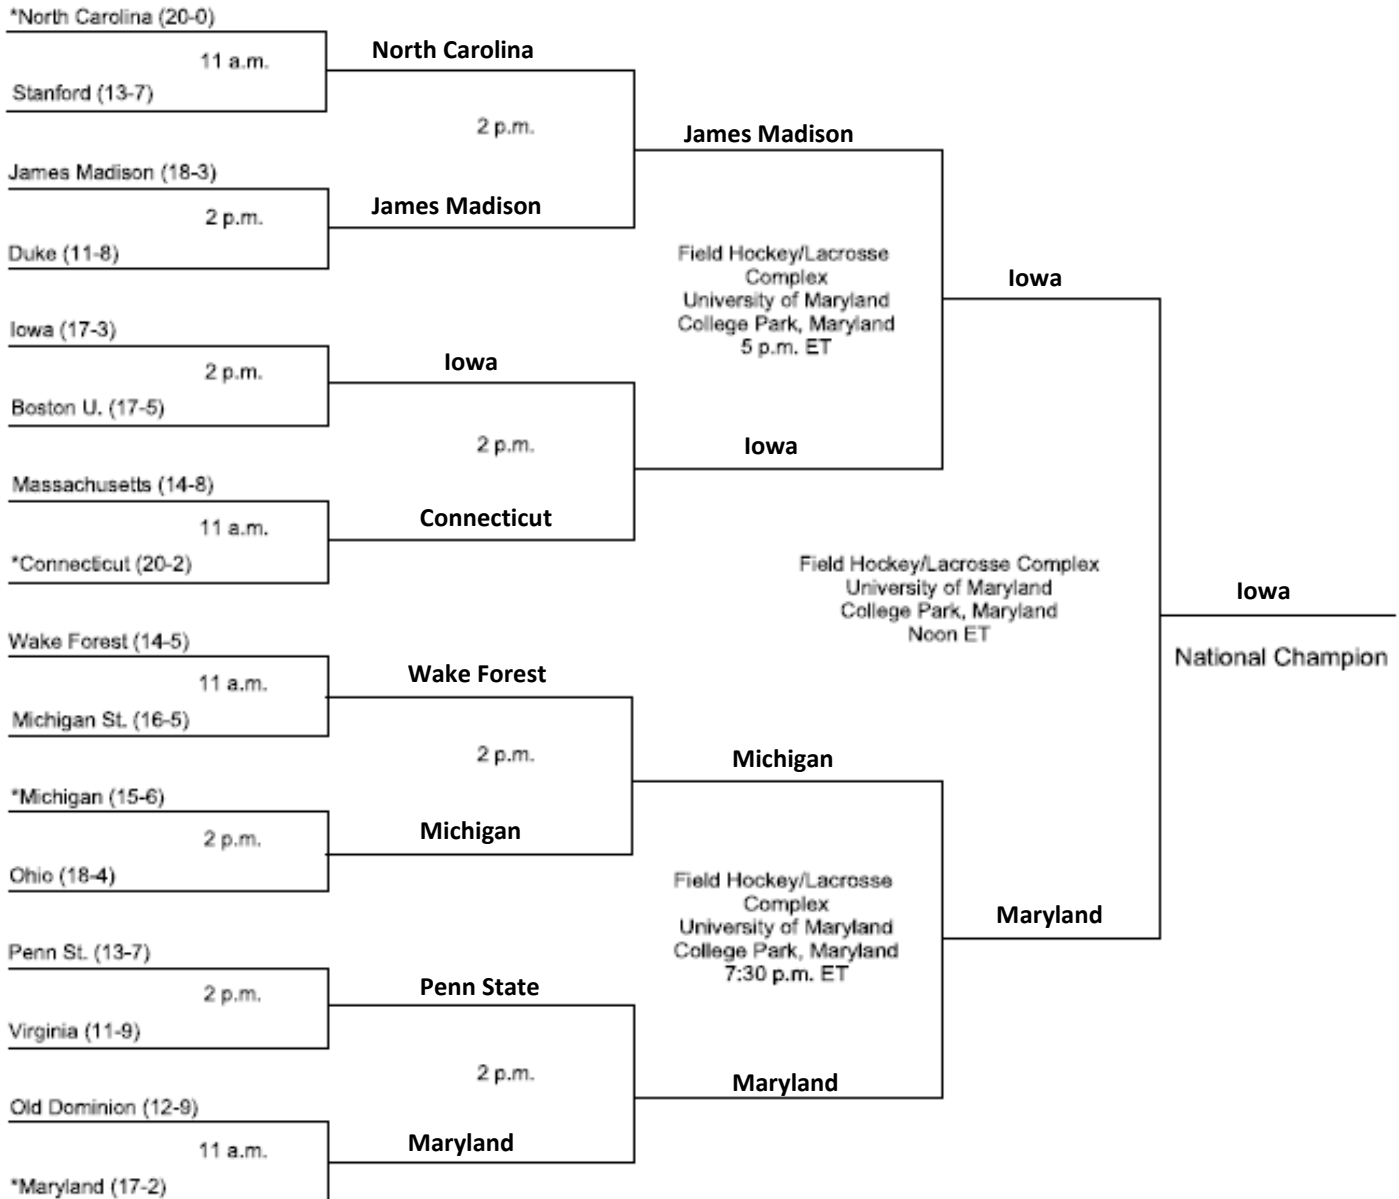 *North Carolina (20-0)
11 a.m.
Stanford (13-7)
North Carolina
2 p.m.
James Madison (18-3)
2 p.m.
Duke (11-8)
James Madison
James Madison
Field Hockey/Lacrosse
Complex
University of Maryland
College Park, Maryland
5 p.m. ET
Iowa (17-3)
2 p.m.
Boston U. (17-5)
Iowa
2 p.m.
Massachusetts (14-8)
11 a.m.
*Connecticut (20-2)
Connecticut
Iowa
Iowa
Field Hockey/Lacrosse Complex
University of Maryland
College Park, Maryland
Noon ET
Iowa
National Champion
Wake Forest (14-5)
11 a.m.
Michigan St. (16-5)
Wake Forest
2 p.m.
*Michigan (15-6)
2 p.m.
Ohio (18-4)
Michigan
Michigan
Field Hockey/Lacrosse
Complex
University of Maryland
College Park, Maryland
7:30 p.m. ET
Maryland
Penn St. (13-7)
2 p.m.
Virginia (11-9)
Penn State
2 p.m.
Old Dominion (12-9)
11 a.m.
*Maryland (17-2)
Maryland
Maryland